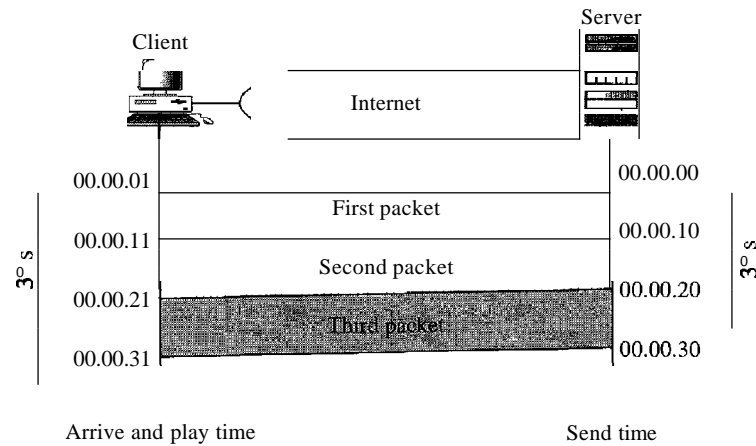 Server
Client
Internet
00.00.01
00.00.00
First packet
00.00.11
00.00.10
Second packet
3° s
3° s
00.00.21
00.00.20
Third packet
00.00.31
00.00.30
Arrive and play time
Send time